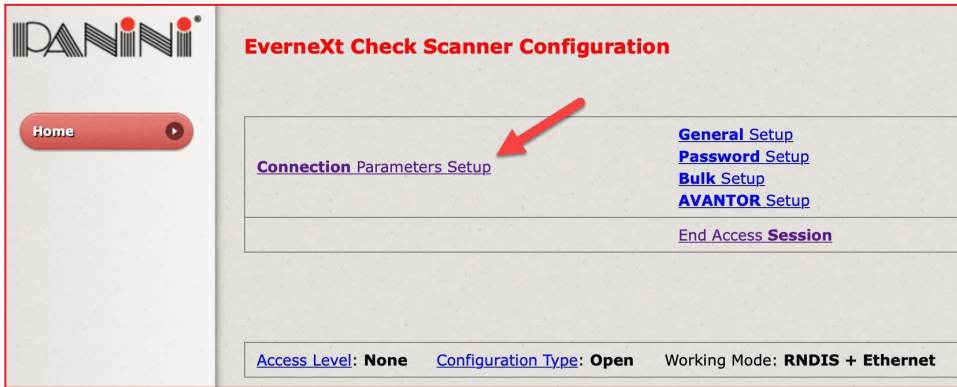 PANINI®
EverneXt Check Scanner Configuration
Home
Connection Parameters Setup
General Setup
Password Setup
Bulk Setup
AVANTOR Setup
End Access Session
Access Level: None Configuration Type: Open Working Mode: RNDIS + Ethernet